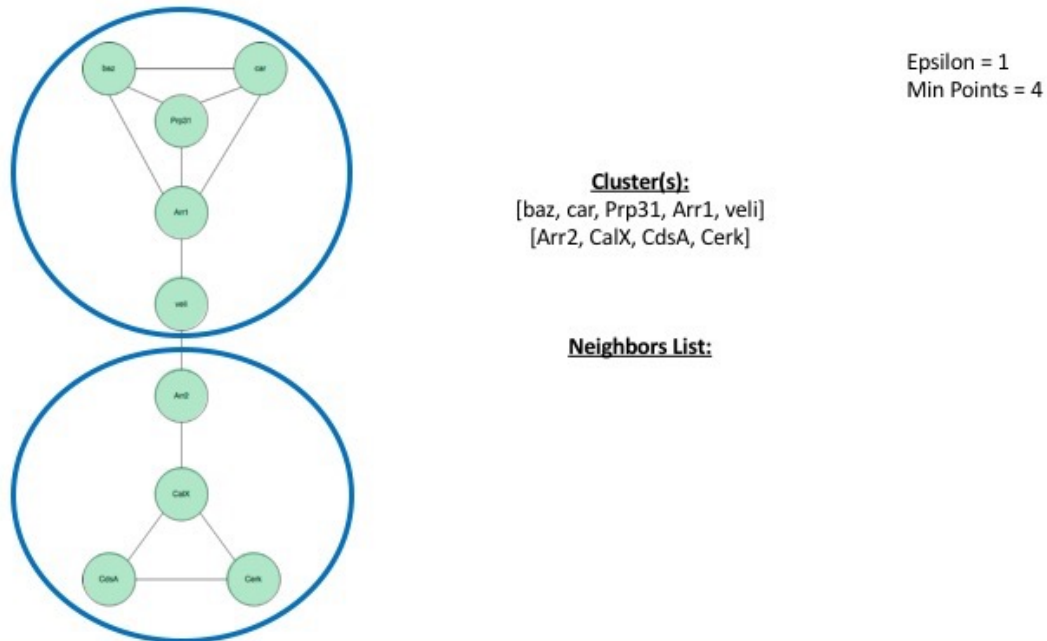 baz
car
Prp31
Arr1
veli
Arr2
CalX
CdsA
Cerk
Epsilon = 1
Min Points = 4
Cluster(s):
[baz, car, Prp31, Arr1, veli]
[Arr2, CalX, CdsA, Cerk]
Neighbors List: